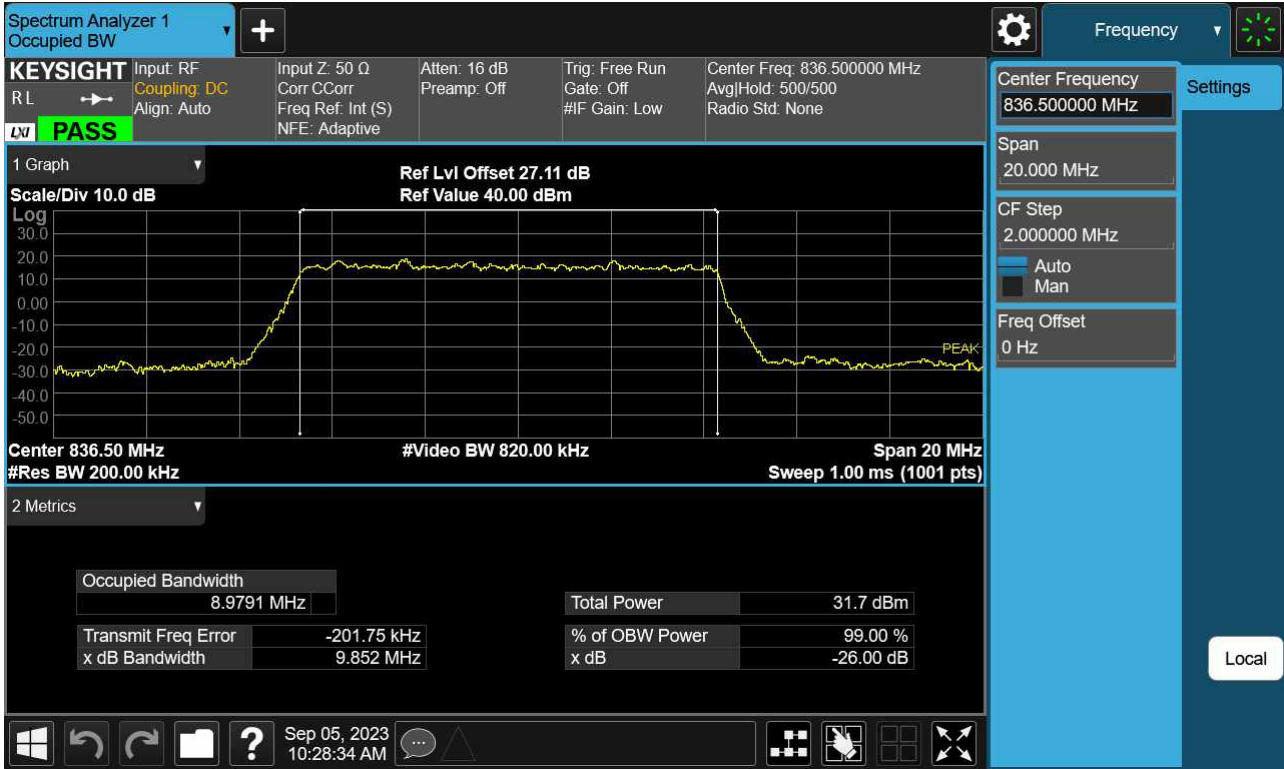 Spectrum Analyzer 1
Occupied BW
Frequency
KEYSIGHT
R L
LXI
PASS
Input: RF
Coupling: DC
Align: Auto
Input Z: 50 Ω
Corr CCorr
Freq Ref: Int (S)
NFE: Adaptive
Atten: 16 dB
Preamp: Off
Trig: Free Run
Gate: Off
#IF Gain: Low
Center Freq: 836.500000 MHz
Avg|Hold: 500/500
Radio Std: None
Center Frequency
836.500000 MHz
Settings
Span
20.000 MHz
CF Step
2.000000 MHz
Auto
Man
Freq Offset
0 Hz
Local
1 Graph
Ref Lvl Offset 27.11 dB
Scale/Div 10.0 dB
Ref Value 40.00 dBm
Log
30.0
20.0
10.0
0.00
-10.0
-20.0
-30.0
-40.0
-50.0
PEAK
Center 836.50 MHz
#Video BW 820.00 kHz
Span 20 MHz
#Res BW 200.00 kHz
Sweep 1.00 ms (1001 pts)
2 Metrics
Occupied Bandwidth
8.9791 MHz
Total Power 31.7 dBm
Transmit Freq Error -201.75 kHz
% of OBW Power 99.00 %
x dB Bandwidth 9.852 MHz
x dB -26.00 dB
?
Sep 05, 2023
10:28:34 AM